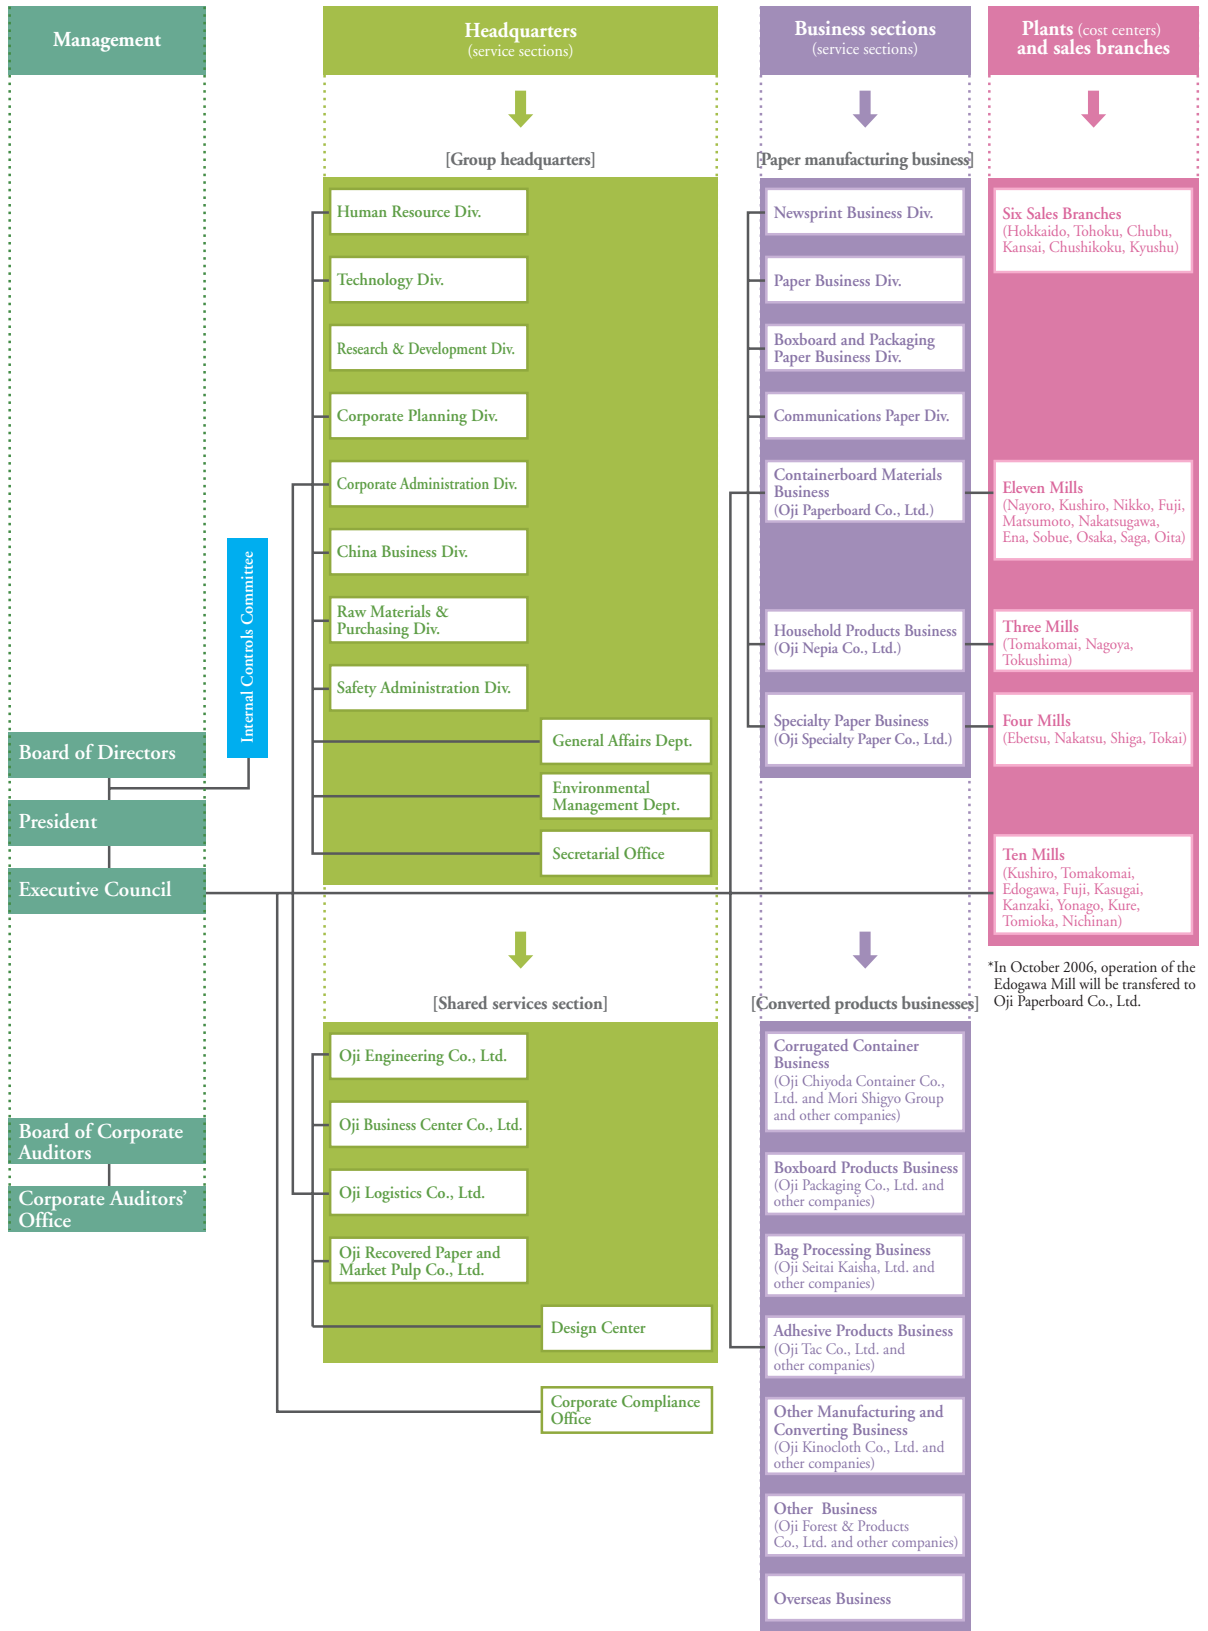 Management
Board of Directors
President
Executive Council
Board of Corporate
Auditors
Corporate Auditors’
Office
Internal Controls Committee
Headquarters
(service sections)
[Group headquarters]
Human Resource Div.
Technology Div.
Research & Development Div.
Corporate Planning Div.
Corporate Administration Div.
China Business Div.
Raw Materials &
Purchasing Div.
Safety Administration Div.
General Affairs Dept.
Environmental
Management Dept.
Secretarial Office
[Shared services section]
Oji Engineering Co., Ltd.
Oji Business Center Co., Ltd.
Oji Logistics Co., Ltd.
Oji Recovered Paper and
Market Pulp Co., Ltd.
Design Center
Corporate Compliance
Office
Business sections
(service sections)
[Paper manufacturing business]
Newsprint Business Div.
Paper Business Div.
Boxboard and Packaging
Paper Business Div.
Communications Paper Div.
Containerboard Materials
Business
(Oji Paperboard Co., Ltd.)
Household Products Business
(Oji Nepia Co., Ltd.)
Specialty Paper Business
(Oji Specialty Paper Co., Ltd.)
[Converted products businesses]
Corrugated Container
Business
(Oji Chiyoda Container Co.,
Ltd. and Mori Shigyo Group
and other companies)
Boxboard Products Business
(Oji Packaging Co., Ltd. and
other companies)
Bag Processing Business
(Oji Seitai Kaisha, Ltd. and
other companies)
Adhesive Products Business
(Oji Tac Co., Ltd. and
other companies)
Other Manufacturing and
Converting Business
(Oji Kinocloth Co., Ltd. and
other companies)
Other Business
(Oji Forest & Products
Co., Ltd. and other companies)
Overseas Business
Plants (cost centers)
and sales branches
Six Sales Branches
(Hokkaido, Tohoku, Chubu,
Kansai, Chushikoku, Kyushu)
Eleven Mills
(Nayoro, Kushiro, Nikko, Fuji,
Matsumoto, Nakatsugawa,
Ena, Sobue, Osaka, Saga, Oita)
Three Mills
(Tomakomai, Nagoya,
Tokushima)
Four Mills
(Ebetsu, Nakatsu, Shiga, Tokai)
Ten Mills
(Kushiro, Tomakomai,
Edogawa, Fuji, Kasugai,
Kanzaki, Yonago, Kure,
Tomioka, Nichinan)
*In October 2006, operation of the
Edogawa Mill will be transfered to
Oji Paperboard Co., Ltd.